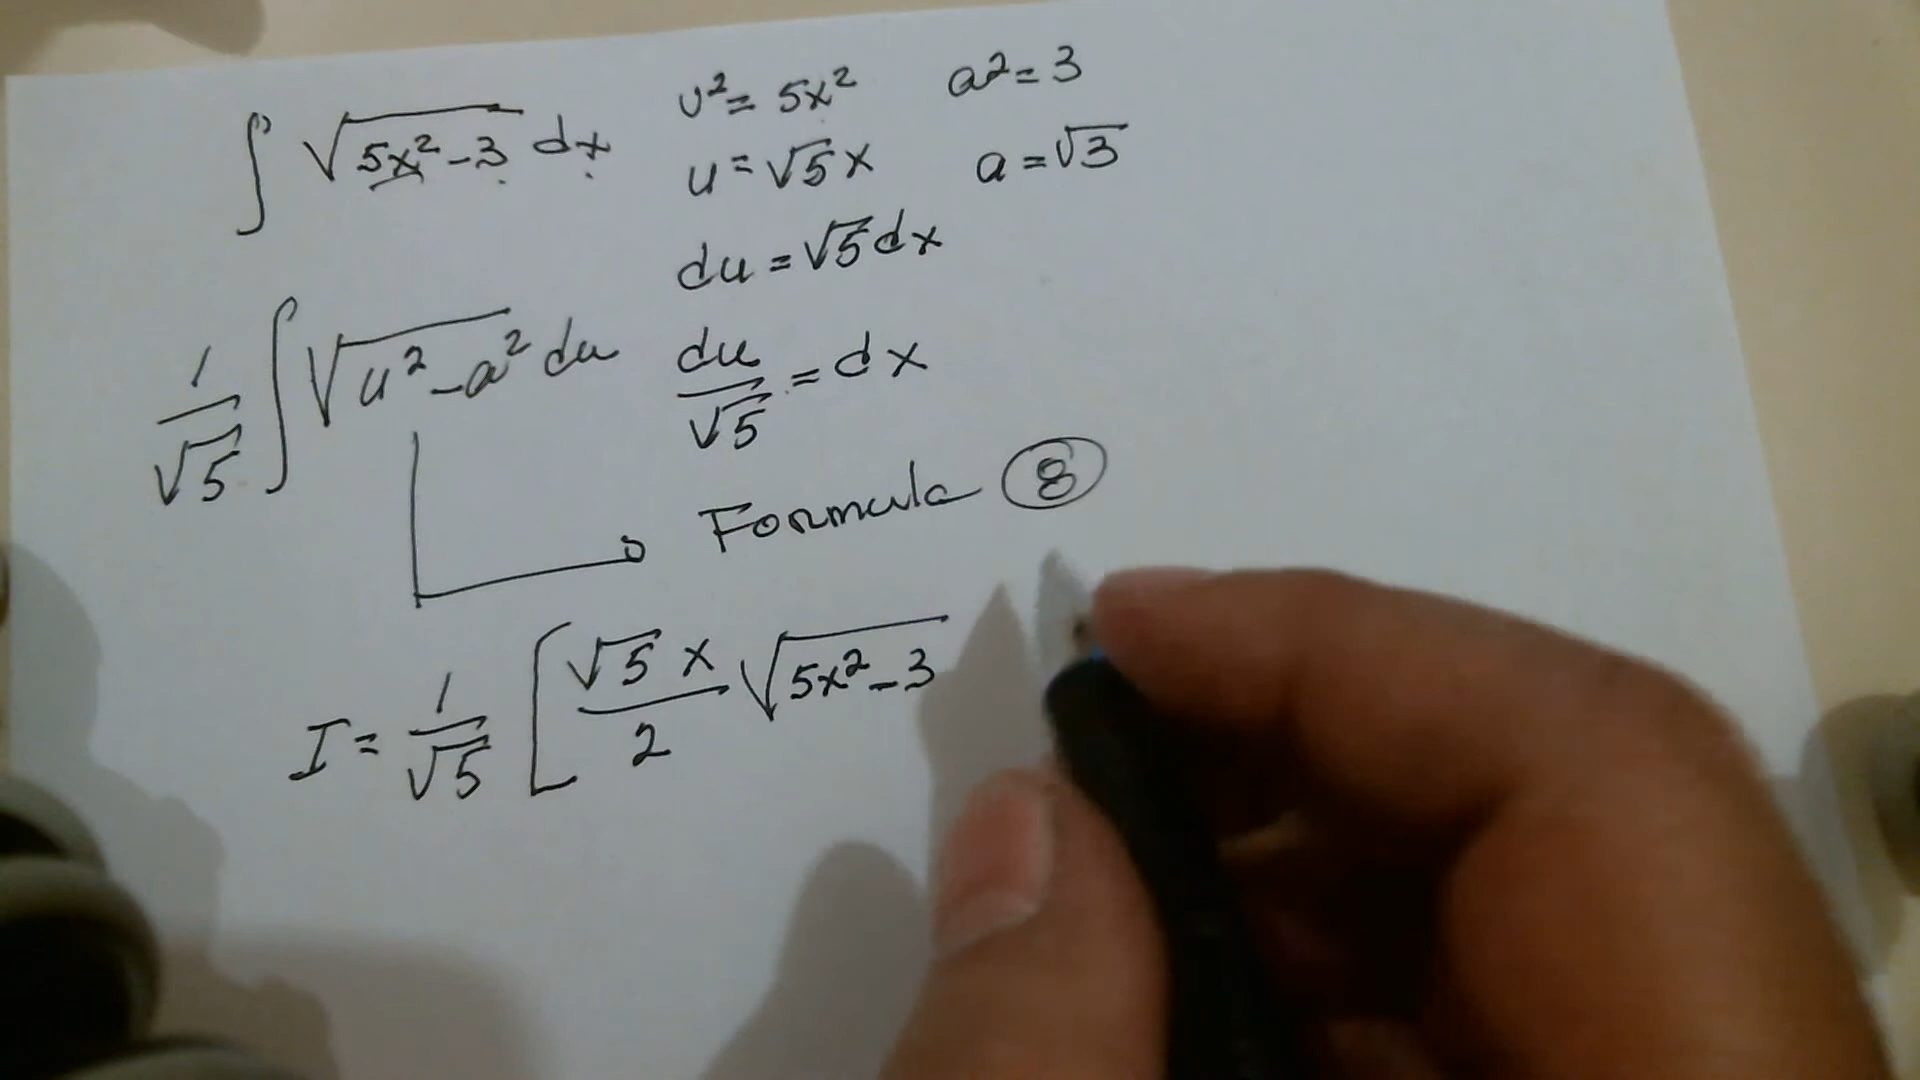 ∫ √(5x² - 3) dx
u² = 5x²
a² = 3
u = √5 x
a = √3
du = √5 dx
1/√5 ∫ √(u² - a²) du
du/√5 = dx
Formula 8
I = 1/√5 [ √5 x/2 √(5x² - 3)